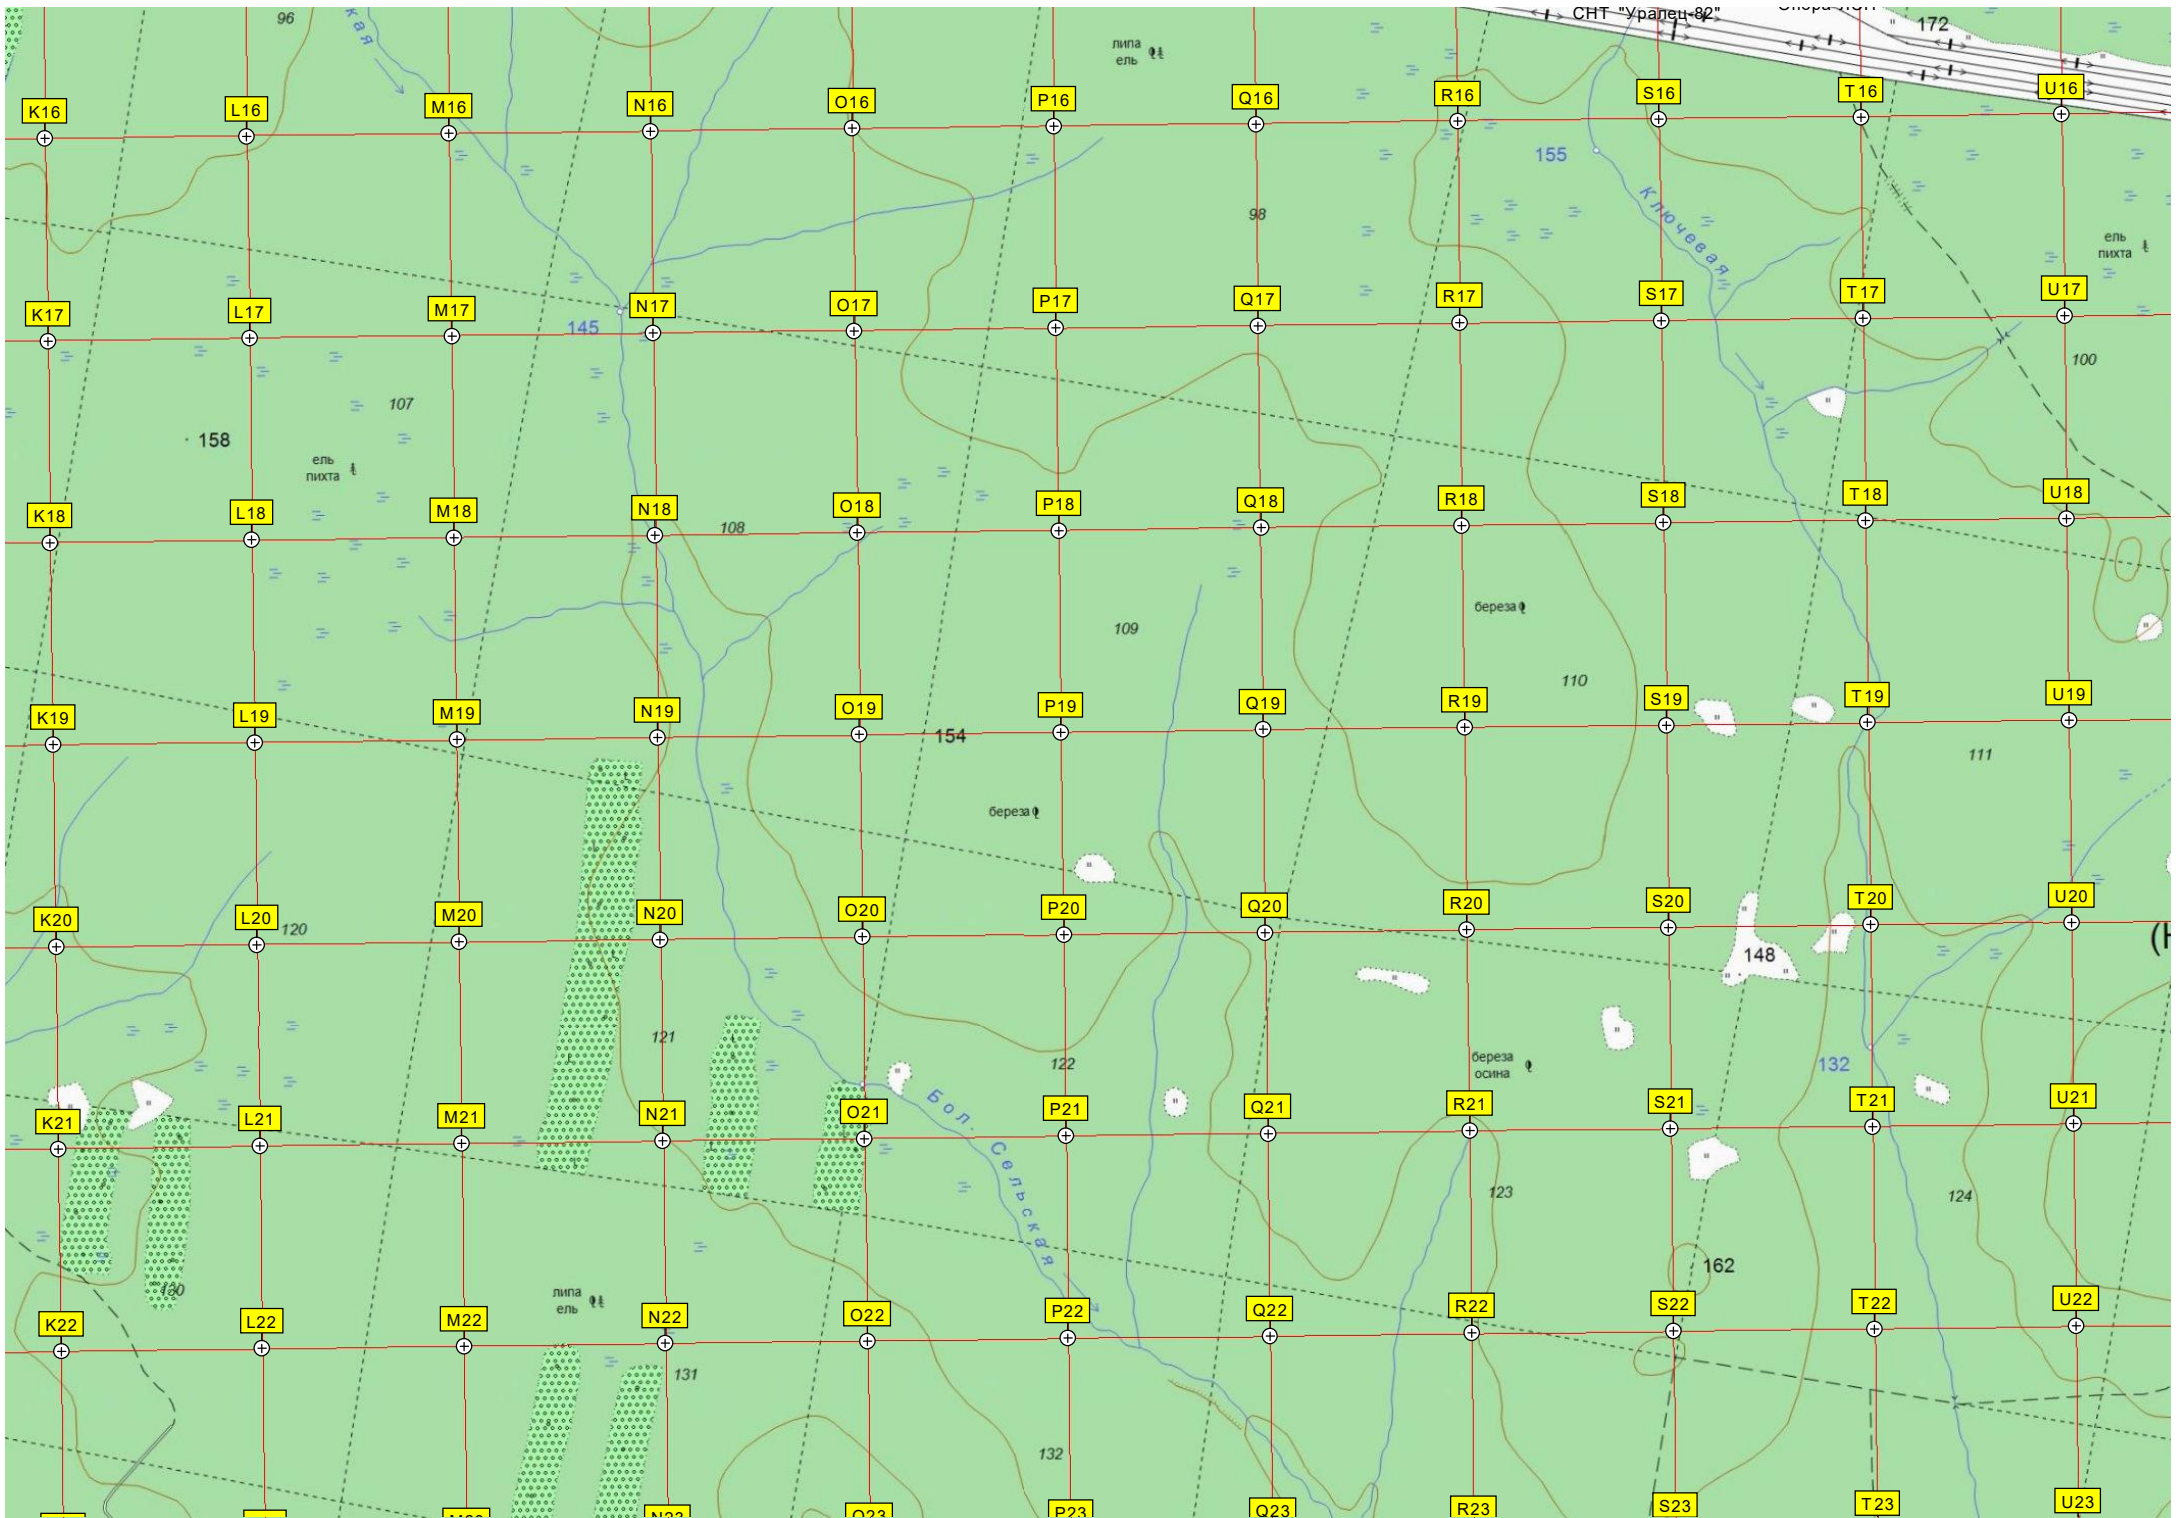 96
кая
СНТ "Уралец-82"
172
липа
ель
K16 L16 M16 N16 O16 P16 Q16 R16 S16 T16 U16
155
Ключевая
98
ель
пихта
K17 L17 M17 N17 O17 P17 Q17 R17 S17 T17 U17
145
100
107
158
ель
пихта
K18 L18 M18 N18 O18 P18 Q18 R18 S18 T18 U18
108
109
береза
110
K19 L19 M19 N19 O19 P19 Q19 R19 S19 T19 U19
154
111
береза
K20 L20 M20 N20 O20 P20 Q20 R20 S20 T20 U20
120
148
(Н
121
122
береза
осина
132
Бол. Сельская
K21 L21 M21 N21 O21 P21 Q21 R21 S21 T21 U21
123
124
162
130
липа
ель
K22 L22 M22 N22 O22 P22 Q22 R22 S22 T22 U22
131
132
N23 O23 P23 Q23 R23 S23 T23 U23